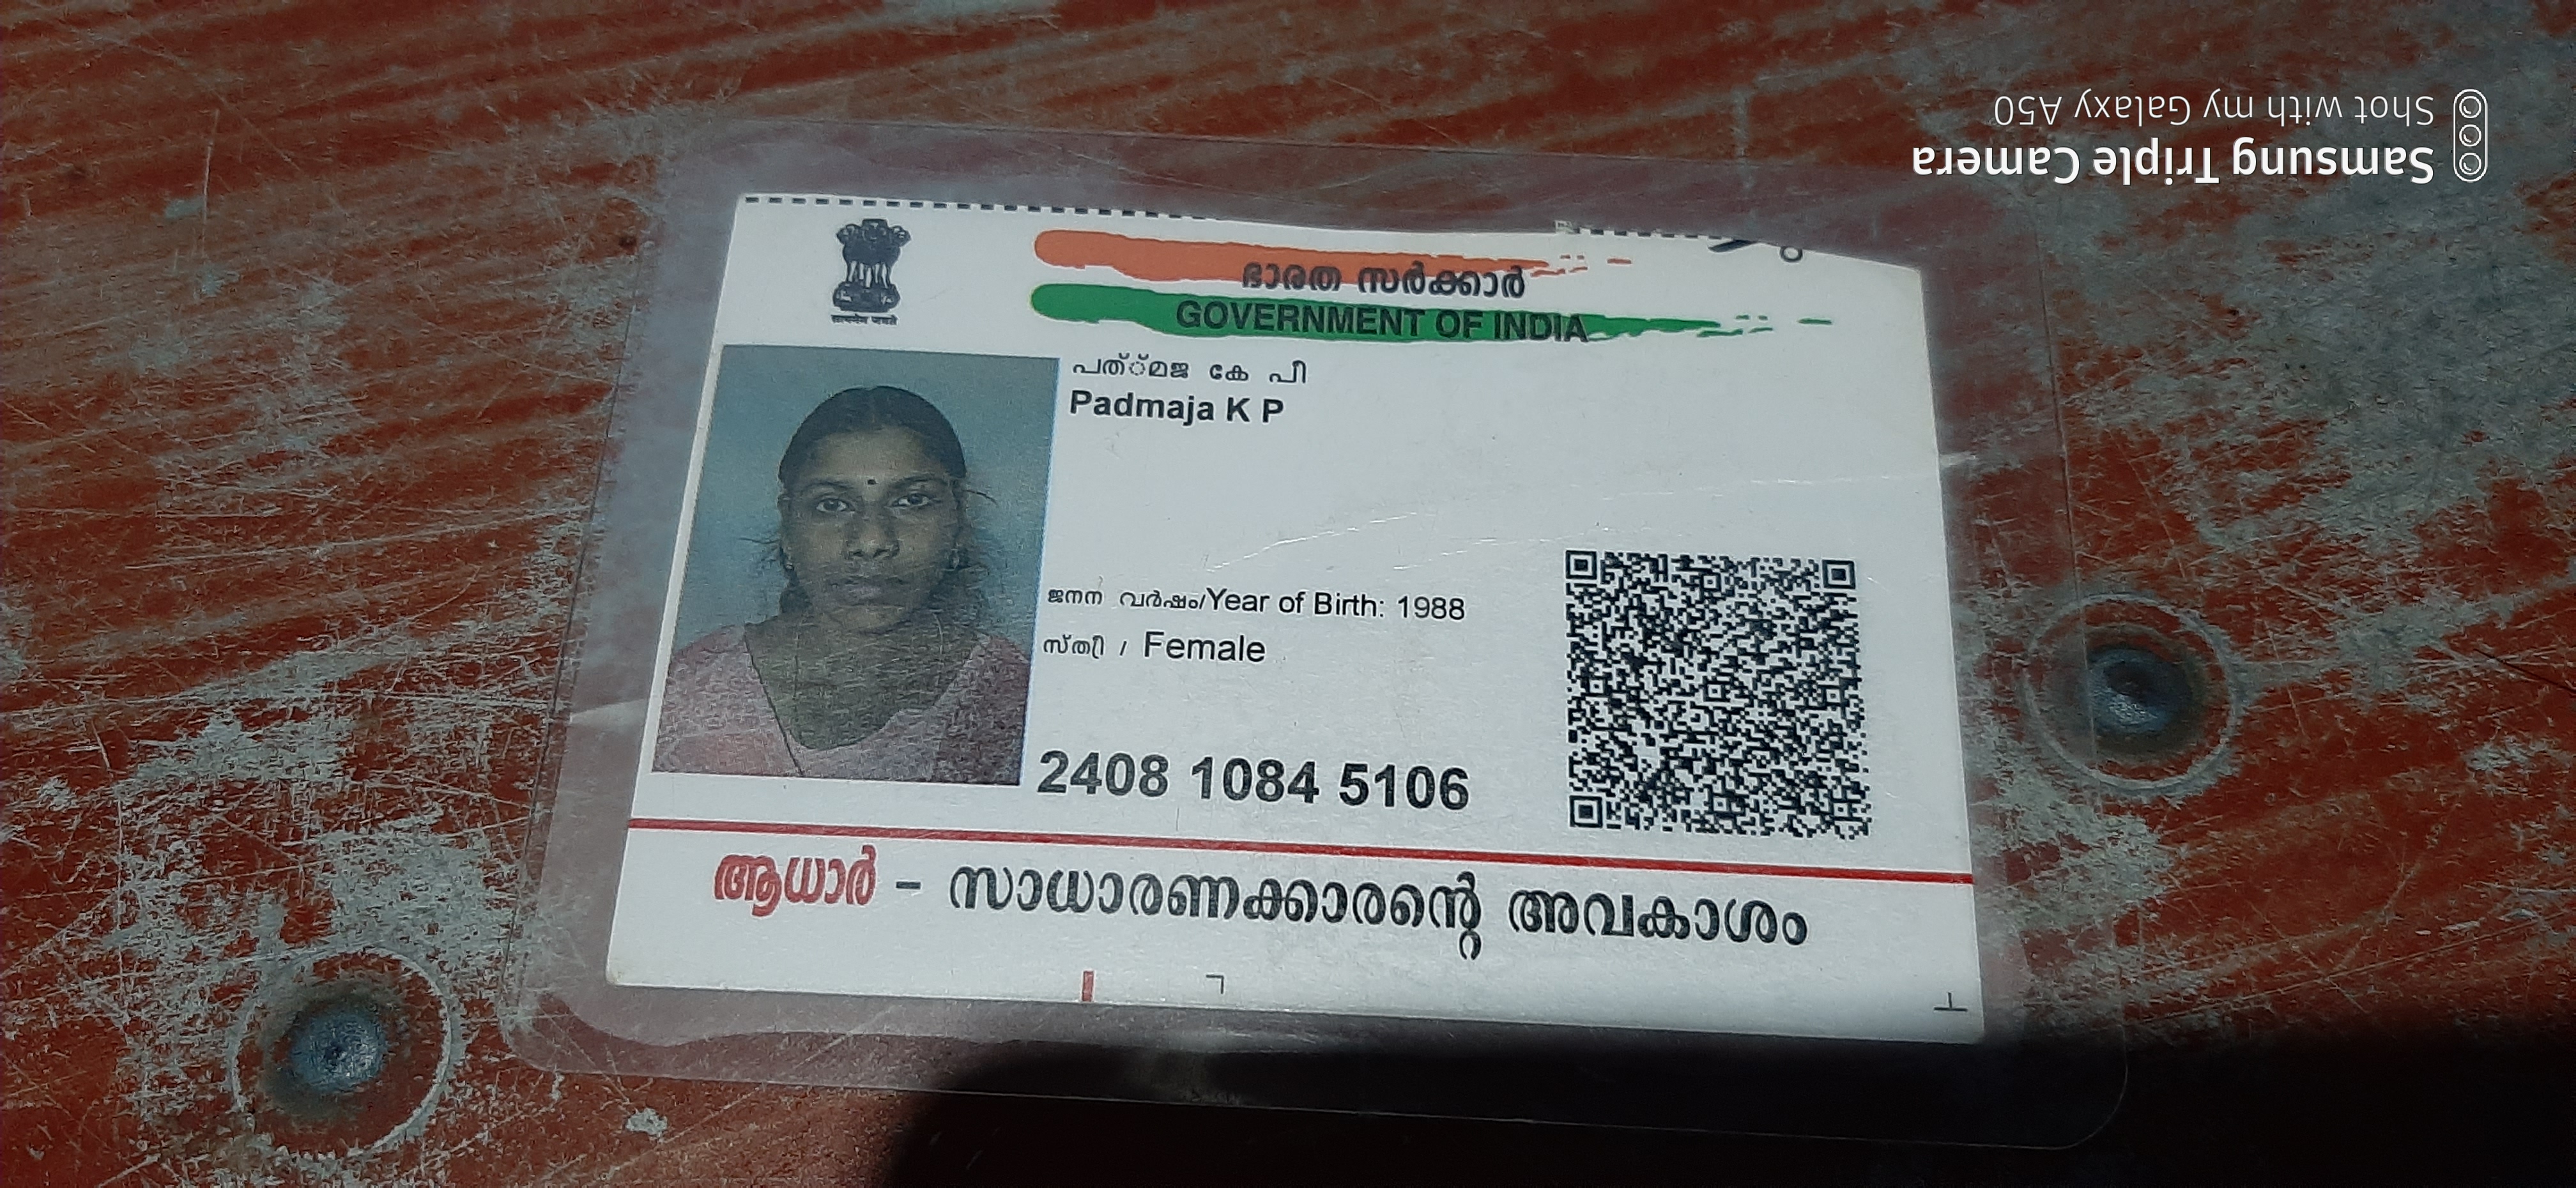 ഭാരത സർക്കാർ
GOVERNMENT OF INDIA
പത്മജ കേ പി
Padmaja K P
ജനന വർഷം/Year of Birth: 1988
സ്ത്രീ / Female
2408 1084 5106
ആധാർ - സാധാരണക്കാരന്റെ അവകാശം
Samsung Triple Camera
Shot with my Galaxy A50